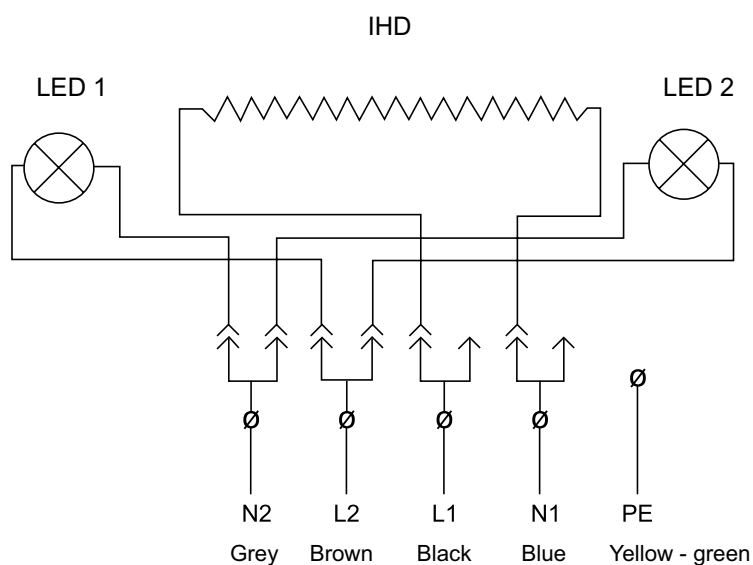 IHD
LED 1 LED 2
Ø
Ø Ø Ø Ø
N2 L2 L1 N1 PE
Grey Brown Black Blue Yellow - green